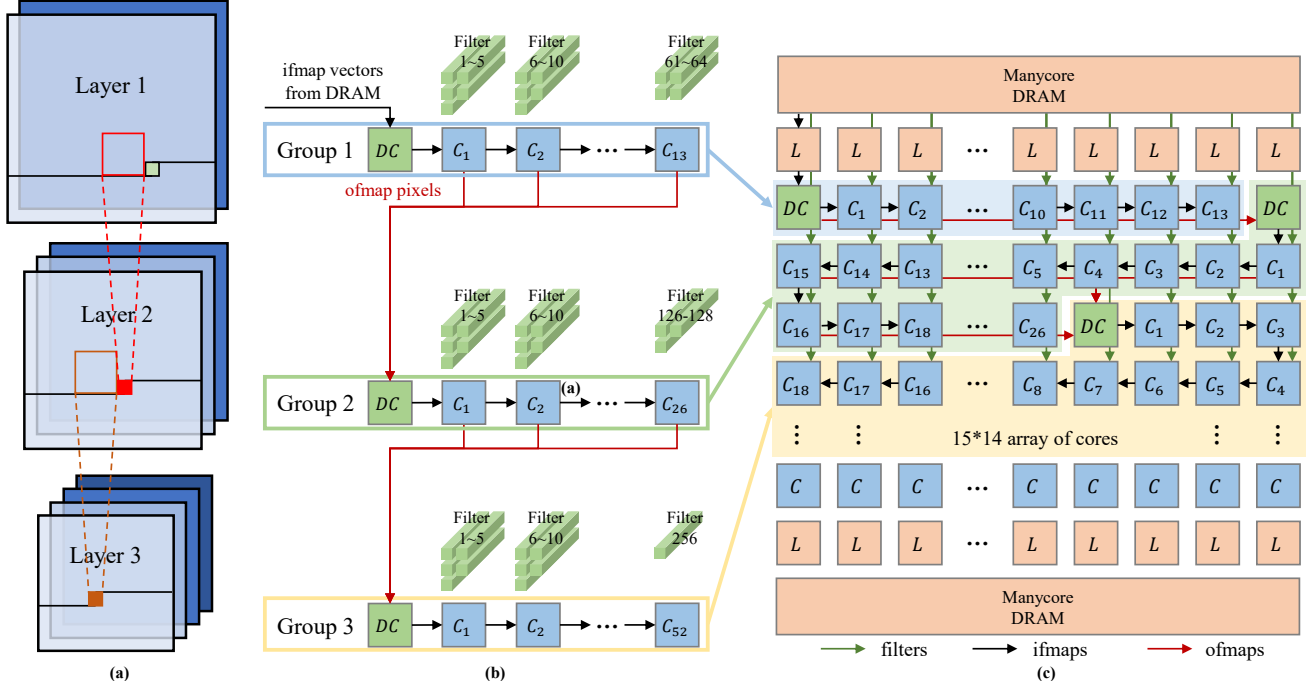 Layer 1
Layer 2
Layer 3
(a)
ifmap vectors
from DRAM
Filter
1~5
Filter
6~10
Filter
61~64
Group 1
DC
C1
C2
...
C13
ofmap pixels
Filter
1~5
Filter
6~10
Filter
126-128
(a)
Group 2
DC
C1
C2
...
C26
Filter
1~5
Filter
6~10
Filter
256
Group 3
DC
C1
C2
...
C52
(b)
Manycore
DRAM
L L L ... L L L L L
DC C1 C2 ... C10 C11 C12 C13 DC
C15 C14 C13 ... C5 C4 C3 C2 C1
C16 C17 C18 ... C26 DC C1 C2 C3
C18 C17 C16 ... C8 C7 C6 C5 C4
⋮ ⋮ 15*14 array of cores ⋮ ⋮
C C C ... C C C C C
L L L ... L L L L L
Manycore
DRAM
filters ifmaps ofmaps
(c)